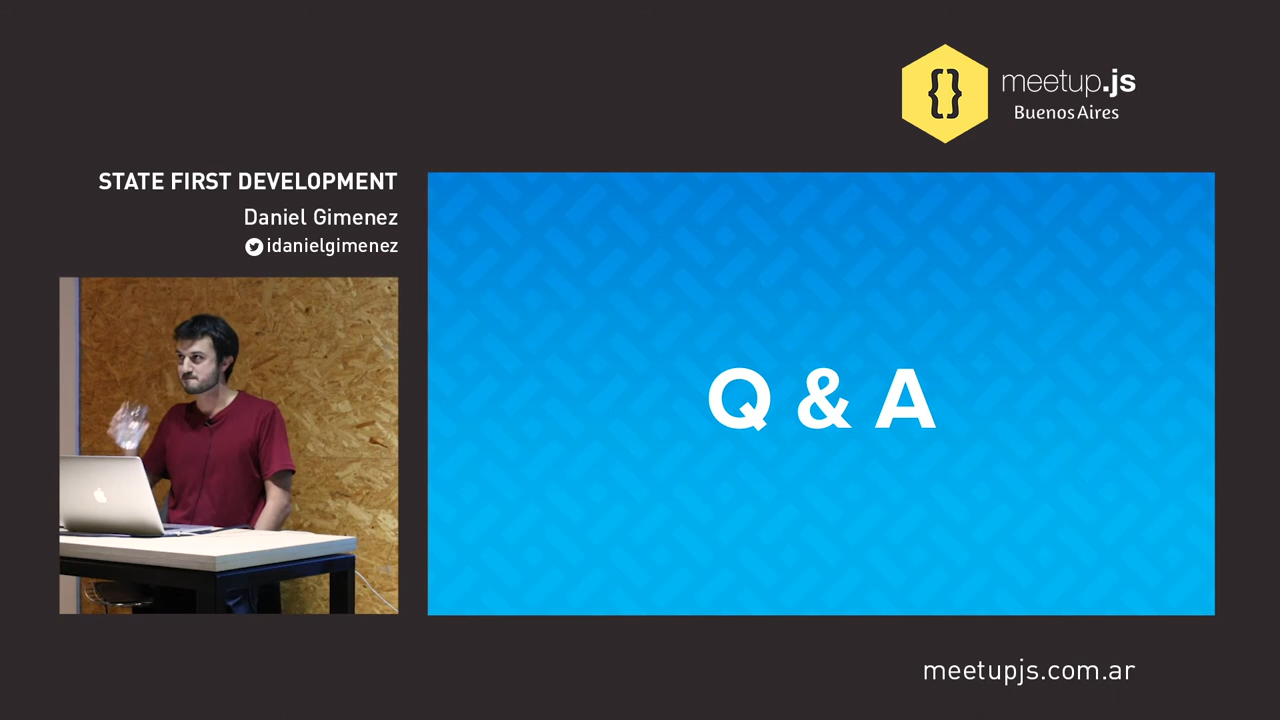 {}
meetup.js
Buenos Aires
STATE FIRST DEVELOPMENT
Daniel Gimenez
idanielgimenez
Q & A
meetupjs.com.ar